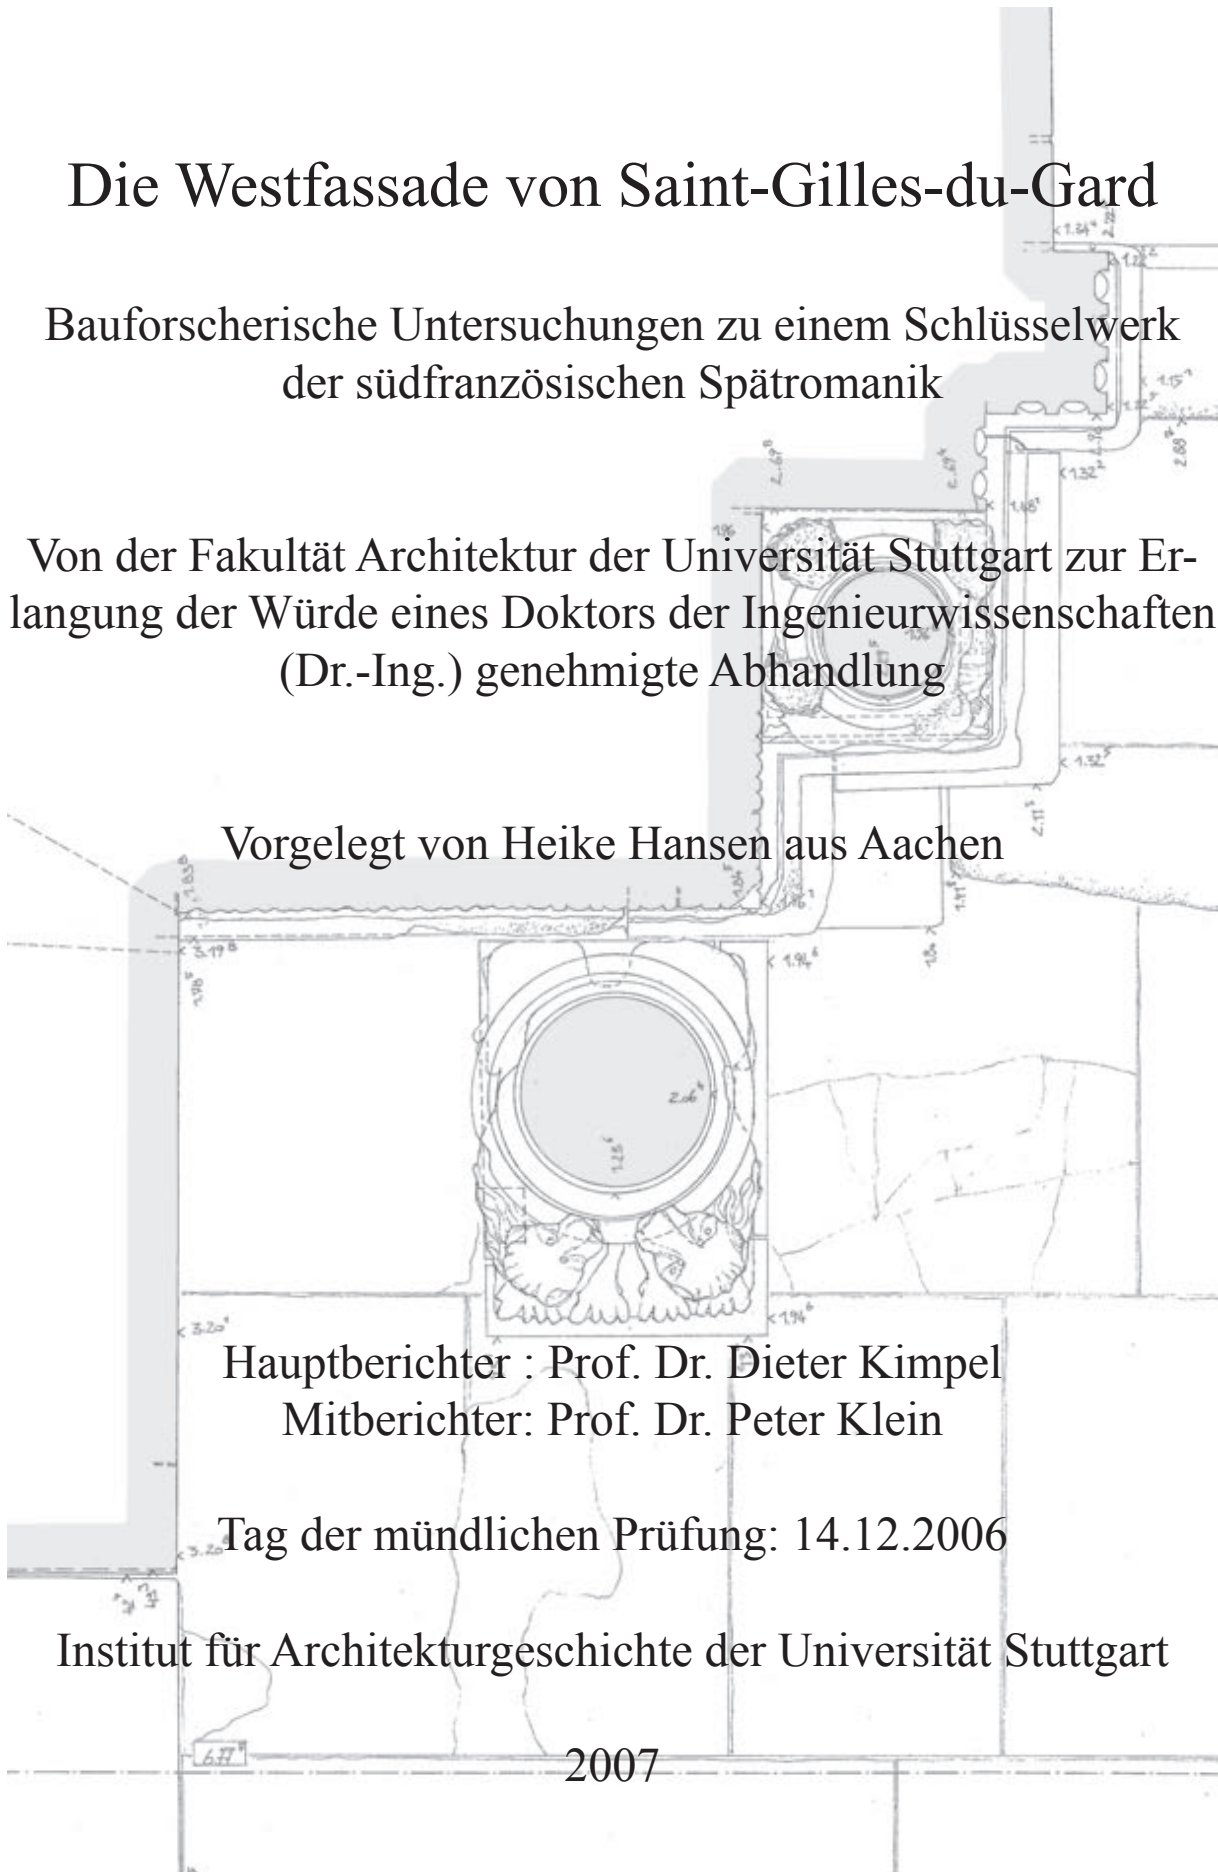 Die Westfassade von Saint-Gilles-du-Gard
Bauforscherische Untersuchungen zu einem Schlüsselwerk
der südfranzösischen Spätromanik
Von der Fakultät Architektur der Universität Stuttgart zur Er-
langung der Würde eines Doktors der Ingenieurwissenschaften
(Dr.-Ing.) genehmigte Abhandlung
Vorgelegt von Heike Hansen aus Aachen
Hauptberichter : Prof. Dr. Dieter Kimpel
Mitberichter: Prof. Dr. Peter Klein
Tag der mündlichen Prüfung: 14.12.2006
Institut für Architekturgeschichte der Universität Stuttgart
2007